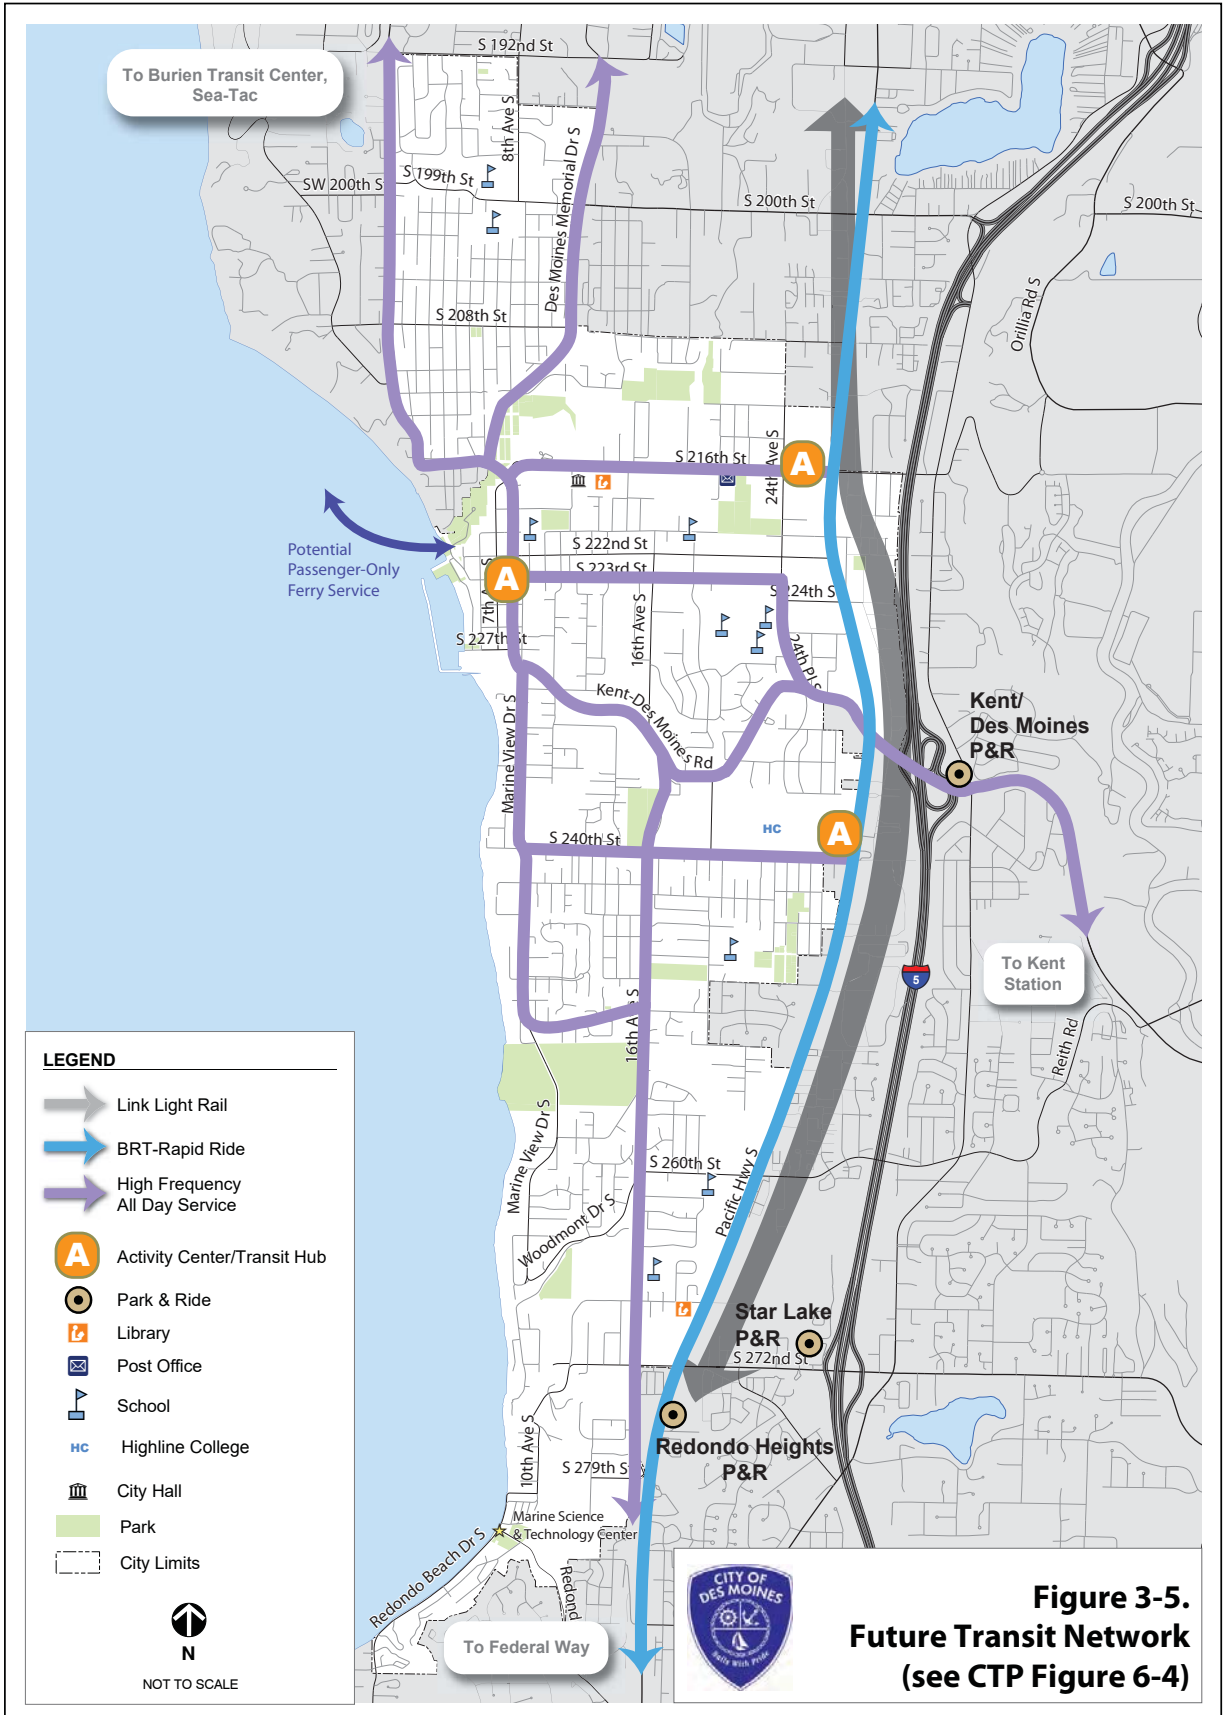 S 192nd St
To Burien Transit Center,
Sea-Tac
8th Ave S
Des Moines Memorial Dr S
S 199th St
SW 200th S
S 200th St
S 200th St
Orillia Rd S
S 208th St
S 216th St
24th Ave S
A
Potential
Passenger-Only
Ferry Service
S 222nd St
S 223rd St
A
7th A S
S 224th S
S 227th St
16th Ave S
24th Pl S
Kent-Des Moines Rd
Marine View Dr S
Kent/
Des Moines
P&R
HC
A
S 240th St
To Kent
Station
5
16th A S
Reith Rd
Marine View Dr S
S 260th St
Pacific Hwy S
Woodmont Dr S
Star Lake
P&R
S 272nd St
Redondo Heights
P&R
10th Ave S
S 279th St
Marine Science
& Technology Center
Redondo Beach Dr S
Redond
To Federal Way
LEGEND
Link Light Rail
BRT-Rapid Ride
High Frequency
All Day Service
A
Activity Center/Transit Hub
Park & Ride
Library
Post Office
School
HC
Highline College
City Hall
Park
City Limits
N
NOT TO SCALE
CITY OF
DES MOINES
Sails With Pride
Figure 3-5.
Future Transit Network
(see CTP Figure 6-4)